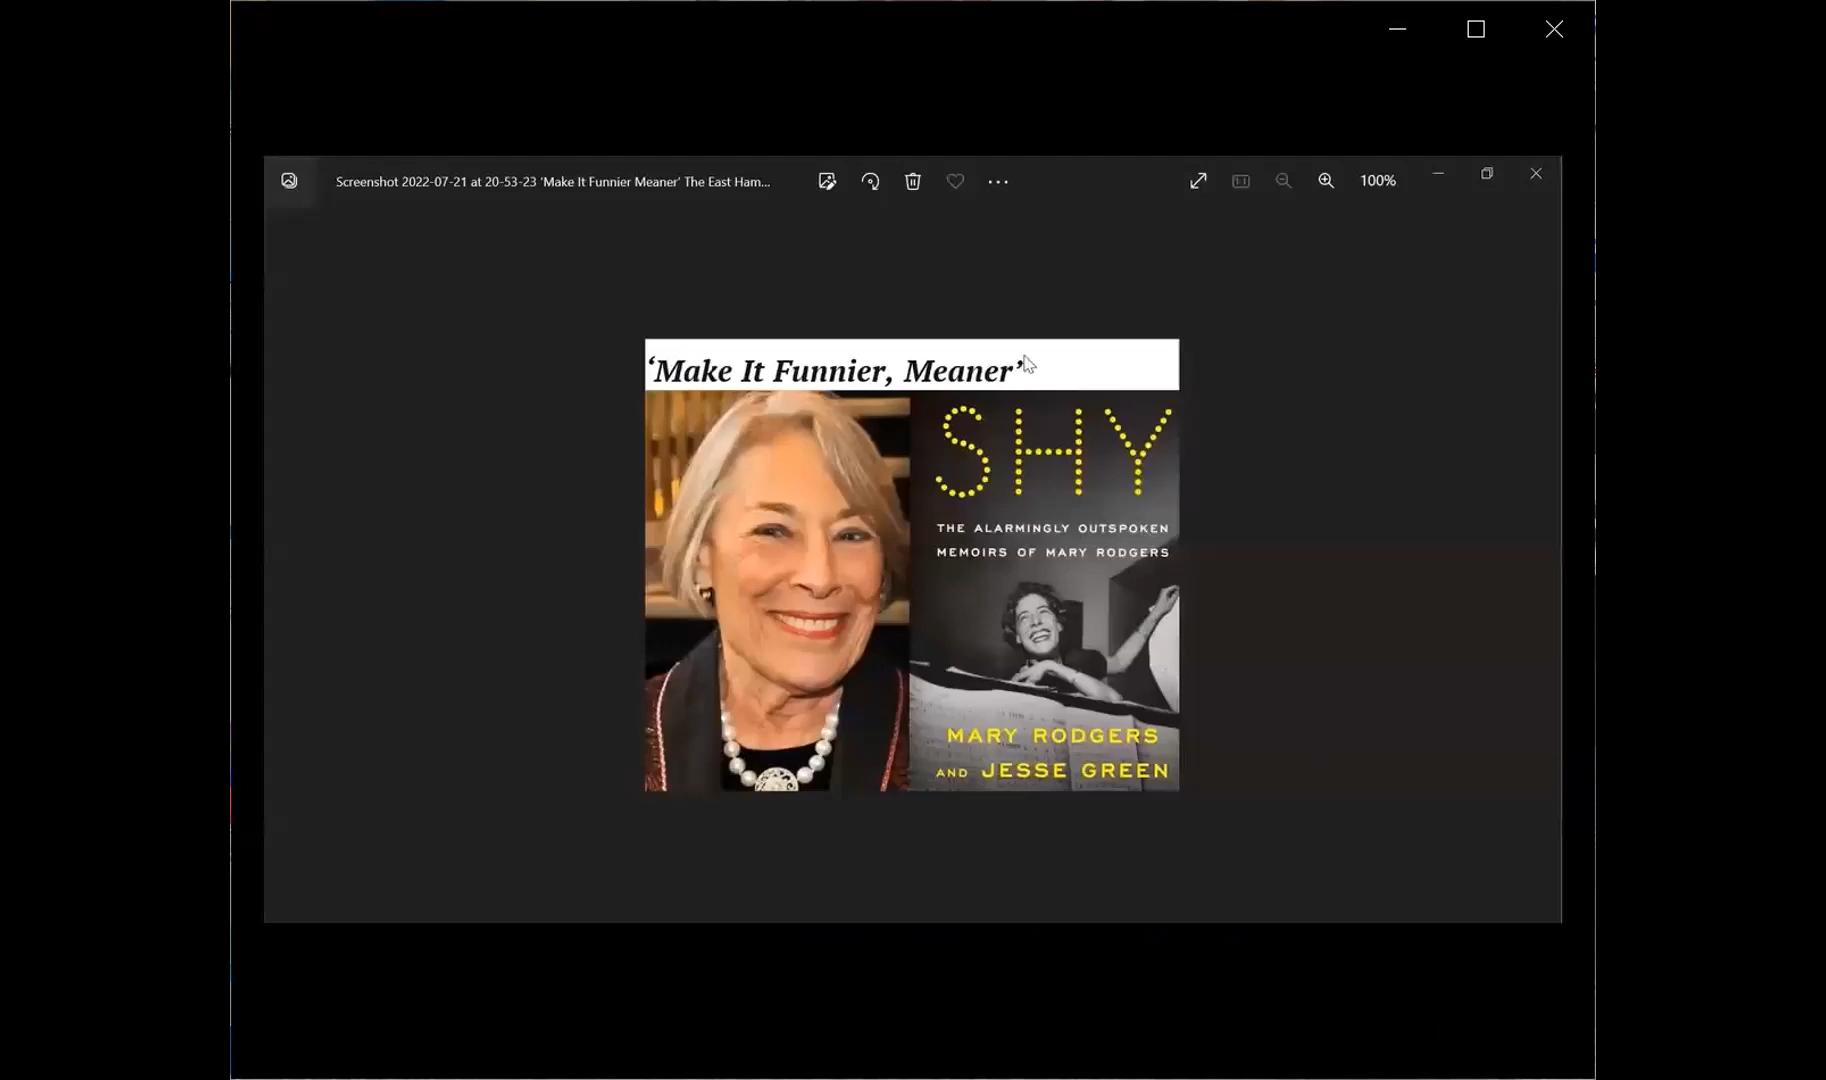 Screenshot 2022-07-21 at 20-53-23 'Make It Funnier Meaner' The East Ham...
100%
‘Make It Funnier, Meaner’
SHY
THE ALARMINGLY OUTSPOKEN
MEMOIRS OF MARY RODGERS
MARY RODGERS
AND JESSE GREEN